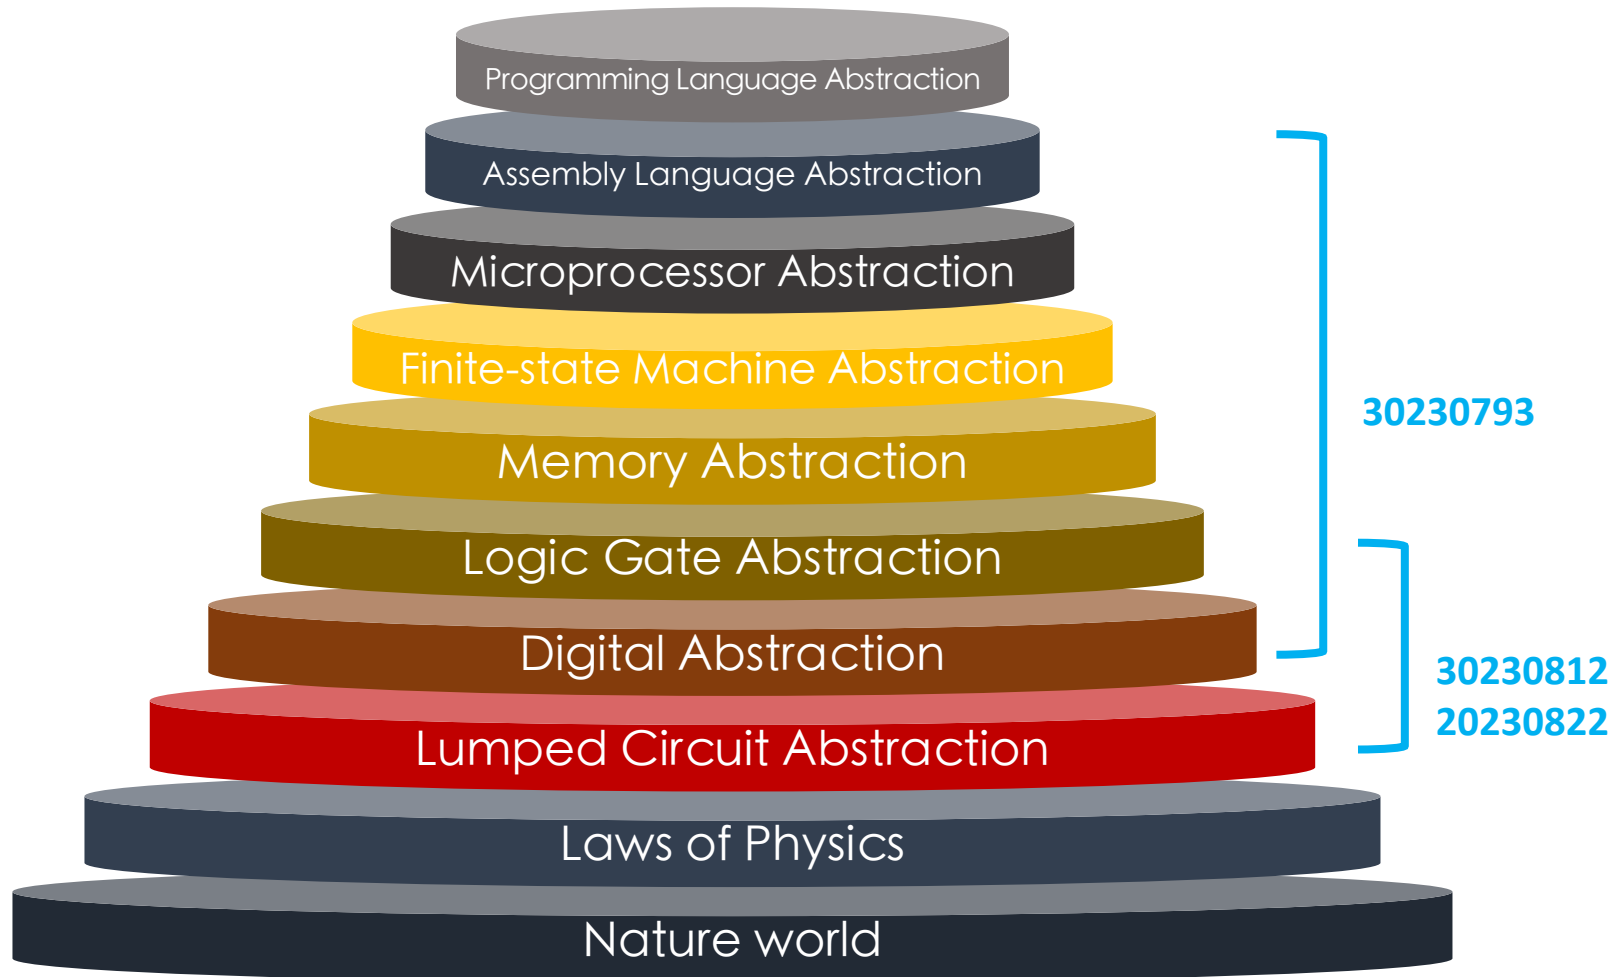 Programming Language Abstraction
Assembly Language Abstraction
Microprocessor Abstraction
Finite-state Machine Abstraction
Memory Abstraction
Logic Gate Abstraction
Digital Abstraction
Lumped Circuit Abstraction
Laws of Physics
Nature world
30230793
30230812
20230822